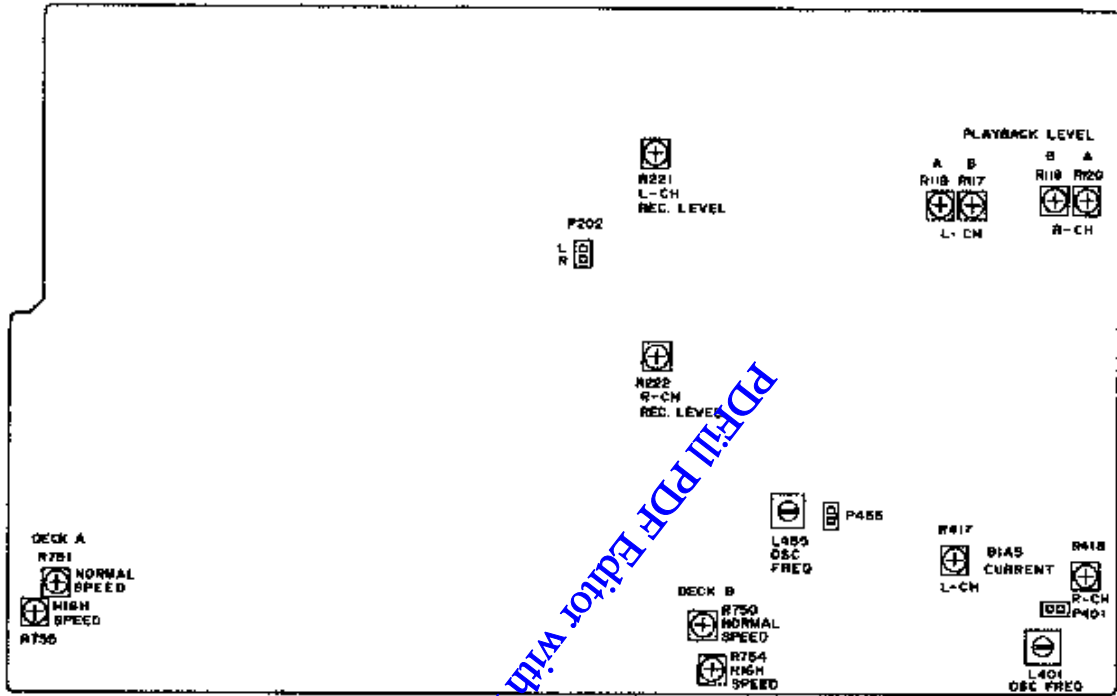 PLAYBACK LEVEL
A B
B A
R118 R117
R119 R120
L-CH
R-CH
R221
L-CH
REC. LEVEL
P202
L
R
R222
R-CH
REC. LEVEL
PDFill PDF Editor with
P455
L455
OSC
FREQ
DECK A
R751
NORMAL
SPEED
HIGH
SPEED
R755
DECK B
R750
NORMAL
SPEED
R754
HIGH
SPEED
R417
L-CH
BIAS
CURRENT
R418
R-CH
P401
L401
OSC FREQ